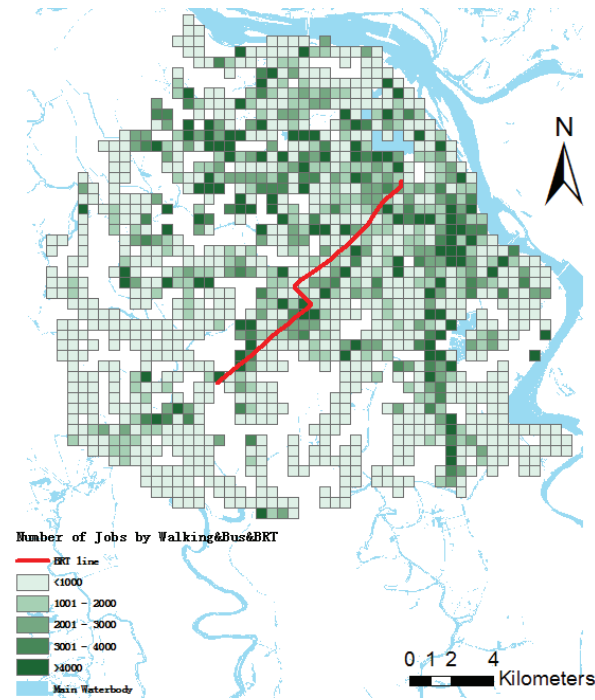 N
Number of Jobs by Walking&Bus&BRT
BRT line
<1000
1001 - 2000
2001 - 3000
3001 - 4000
>4000
Main Waterbody
0 1 2 4
Kilometers